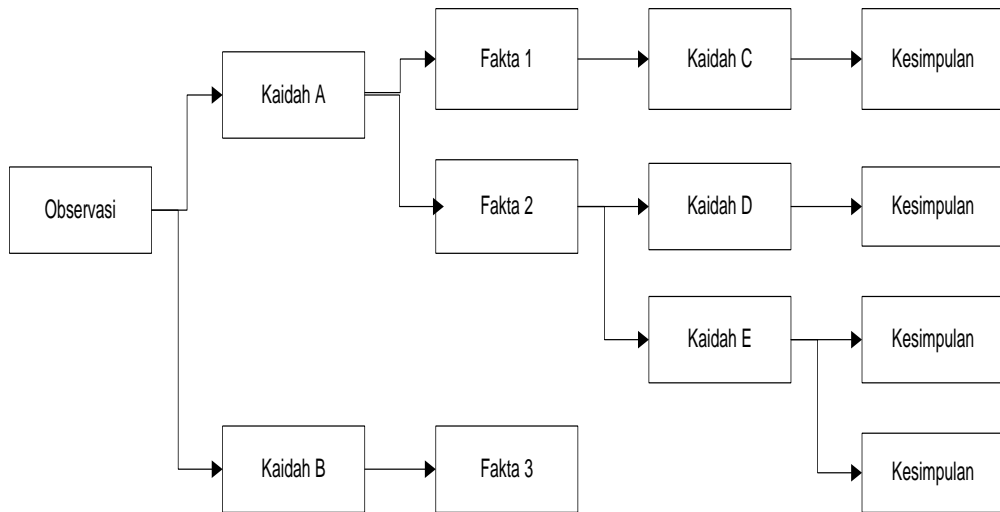 Fakta 1
Kaidah C
Kesimpulan
Kaidah A
Observasi
Fakta 2
Kaidah D
Kesimpulan
Kaidah E
Kesimpulan
Kaidah B
Fakta 3
Kesimpulan